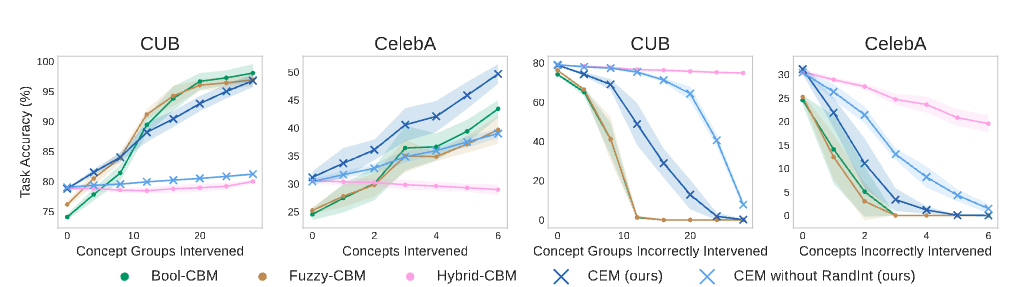 CUB
CelebA
CUB
CelebA
Task Accuracy (%)
100
95
90
85
80
75
0
10
20
Concept Groups Intervened
50
45
40
35
30
25
0
2
4
6
Concepts Intervened
80
60
40
20
0
0
10
20
Concept Groups Incorrectly Intervened
30
25
20
15
10
5
0
0
2
4
6
Concepts Incorrectly Intervened
Bool-CBM
Fuzzy-CBM
Hybrid-CBM
CEM (ours)
CEM without RandInt (ours)